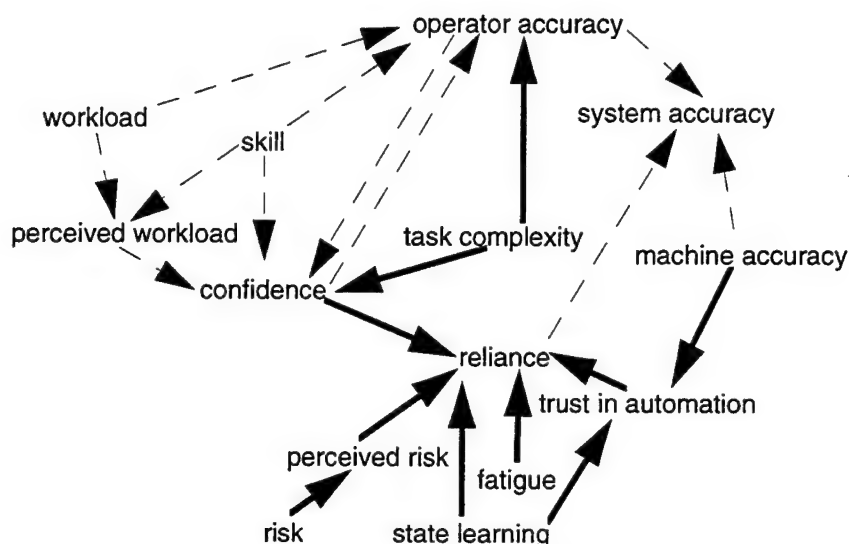 operator accuracy
workload
system accuracy
skill
perceived workload
task complexity
machine accuracy
confidence
reliance
trust in automation
perceived risk
fatigue
risk
state learning